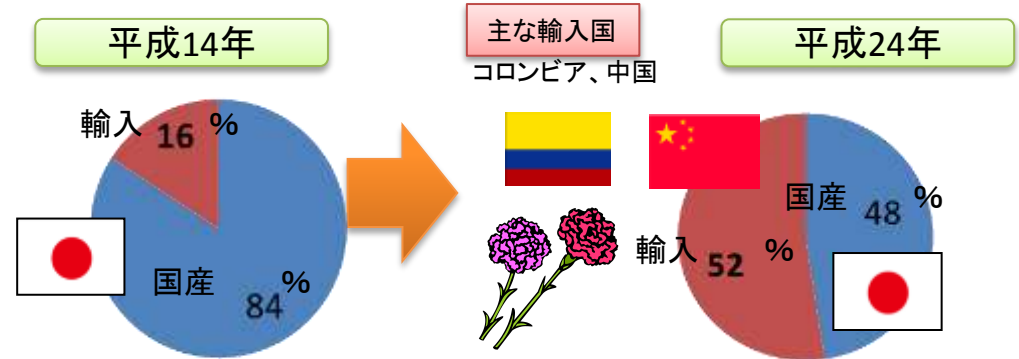 平成14年
主な輸入国
平成24年
コロンビア、中国
輸入 16 %
国産 84 %
国産 48 %
輸入 52 %